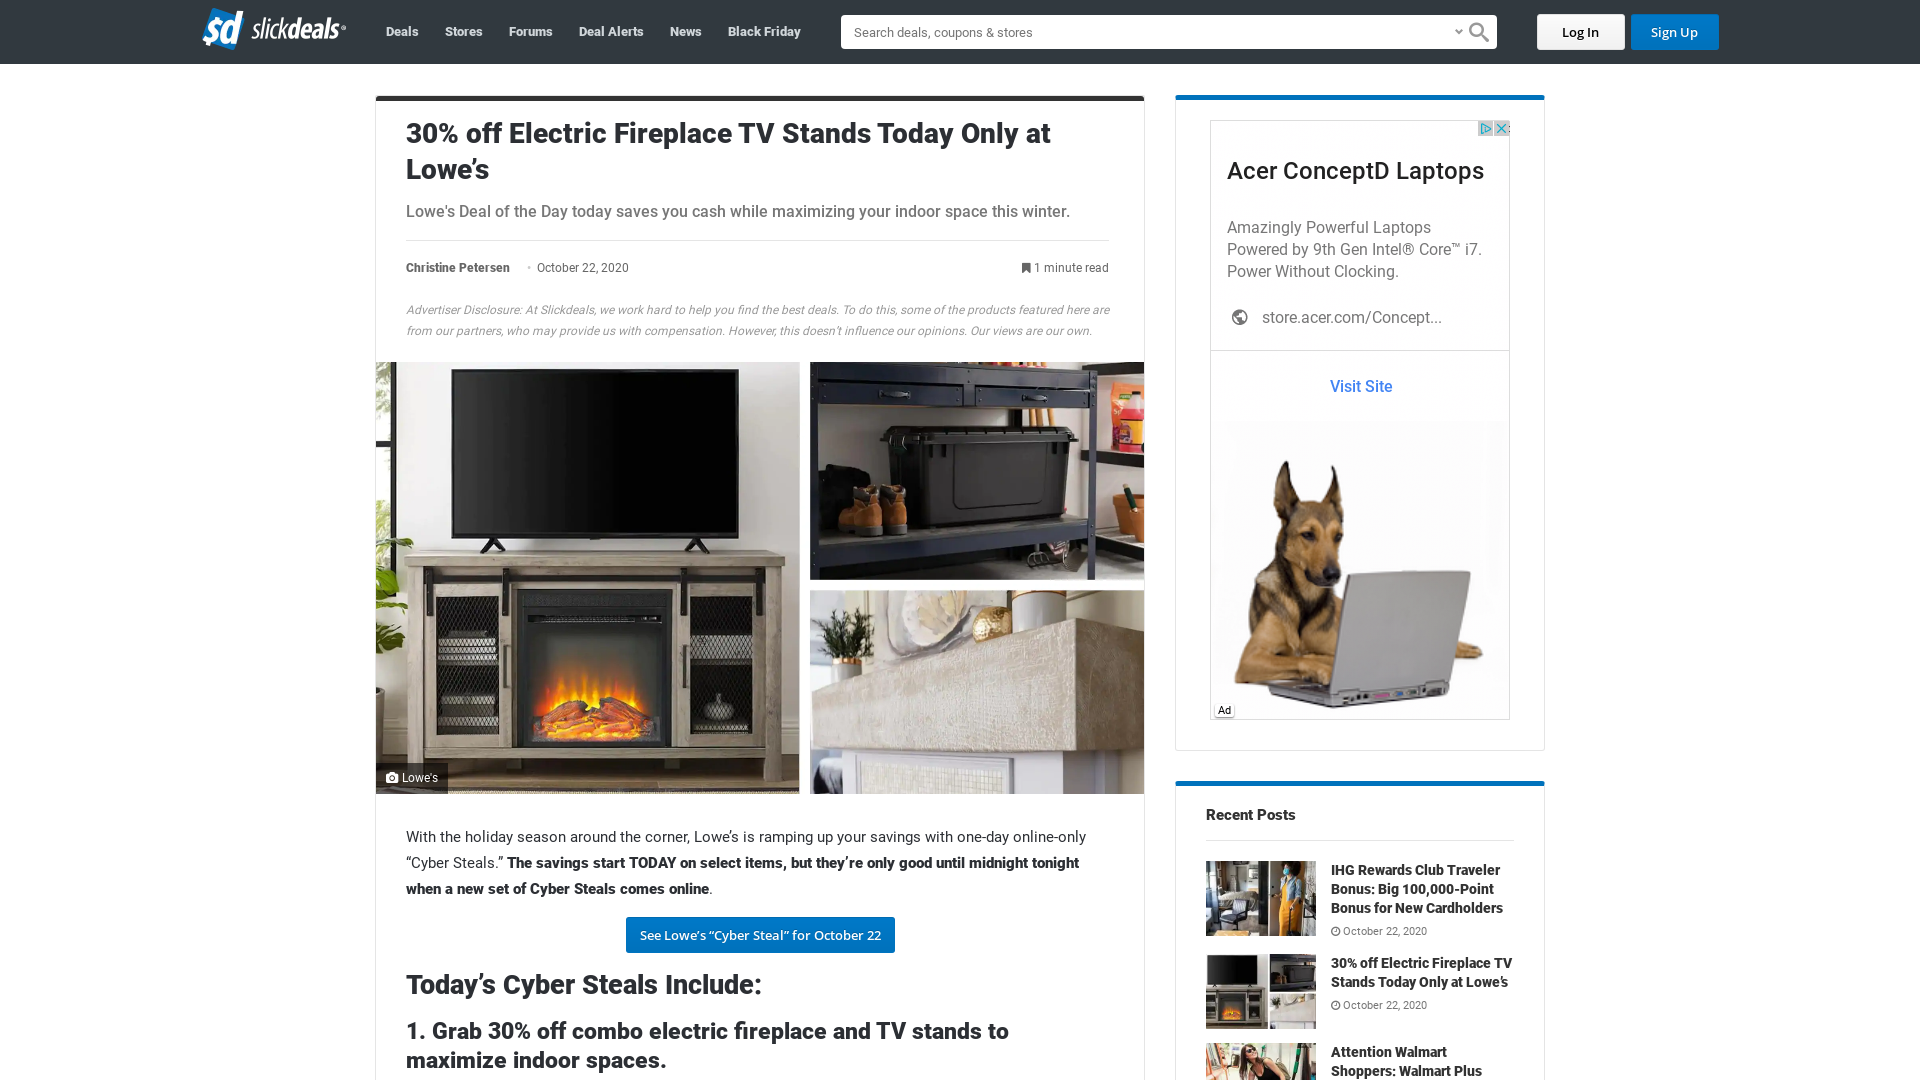 slickdeals
Deals
Stores
Forums
Deal Alerts
News
Black Friday
Search deals, coupons & stores
Log In
Sign Up
30% off Electric Fireplace TV Stands Today Only at
Lowe’s
Lowe's Deal of the Day today saves you cash while maximizing your indoor space this winter.
Christine Petersen
• October 22, 2020
1 minute read
Advertiser Disclosure: At Slickdeals, we work hard to help you find the best deals. To do this, some of the products featured here are
from our partners, who may provide us with compensation. However, this doesn’t influence our opinions. Our views are our own.
Lowe's
With the holiday season around the corner, Lowe’s is ramping up your savings with one-day online-only
“Cyber Steals.” The savings start TODAY on select items, but they’re only good until midnight tonight
when a new set of Cyber Steals comes online.
See Lowe’s “Cyber Steal” for October 22
Today’s Cyber Steals Include:
1. Grab 30% off combo electric fireplace and TV stands to
maximize indoor spaces.
Acer ConceptD Laptops
Amazingly Powerful Laptops
Powered by 9th Gen Intel® Core™ i7.
Power Without Clocking.
store.acer.com/Concept...
Visit Site
Ad
Recent Posts
IHG Rewards Club Traveler
Bonus: Big 100,000-Point
Bonus for New Cardholders
October 22, 2020
30% off Electric Fireplace TV
Stands Today Only at Lowe’s
October 22, 2020
Attention Walmart
Shoppers: Walmart Plus